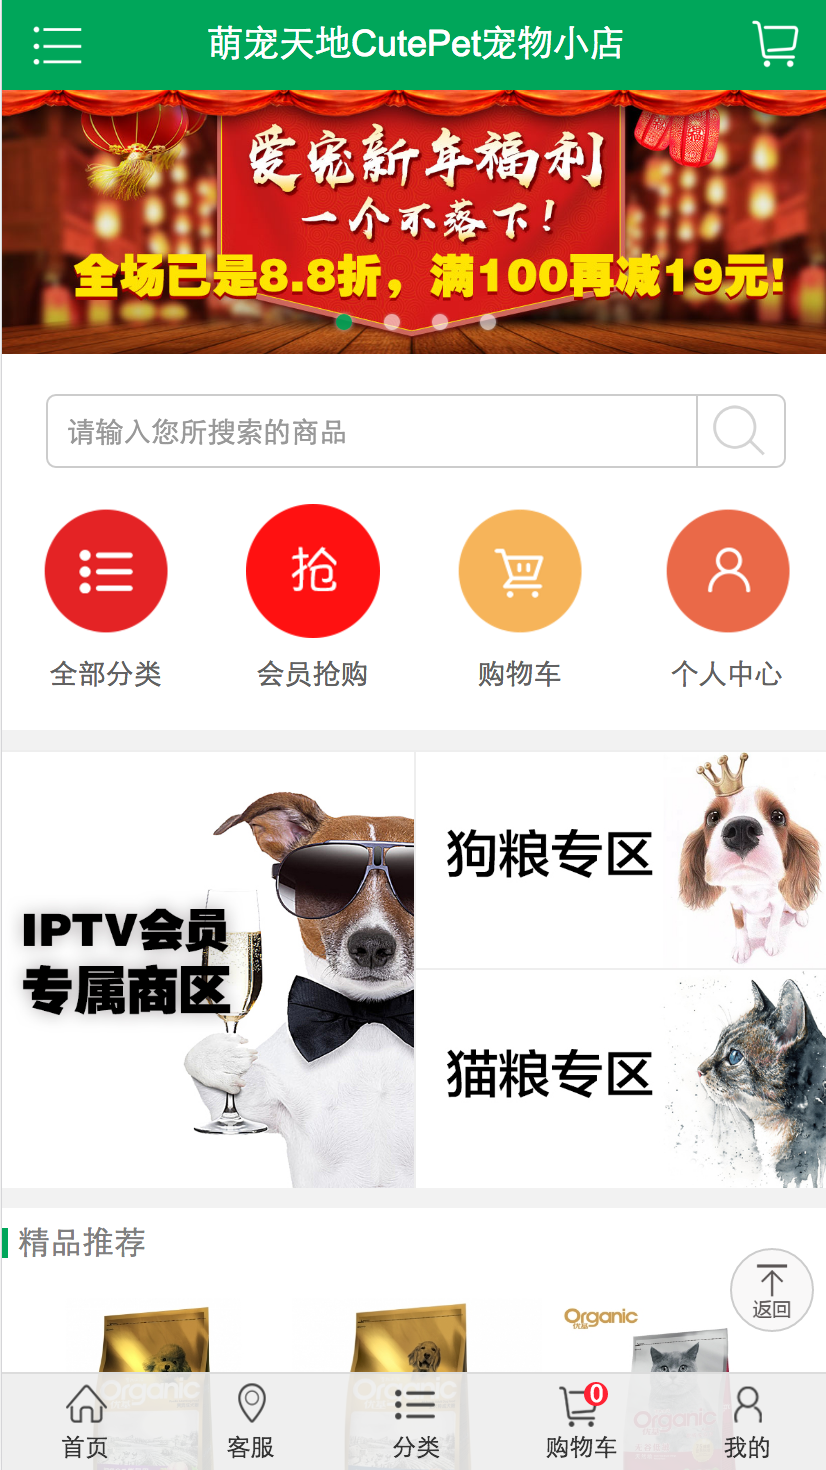 萌宠天地CutePet宠物小店
爱宠新年福利
一个不落下!
全场已是8.8折，满100再减19元!
请输入您所搜索的商品
抢
全部分类
会员抢购
购物车
个人中心
IPTV会员
专属商区
狗粮专区
猫粮专区
精品推荐
返回
Organic
Organic
Organic
Organic
0
首页
客服
分类
购物车
我的